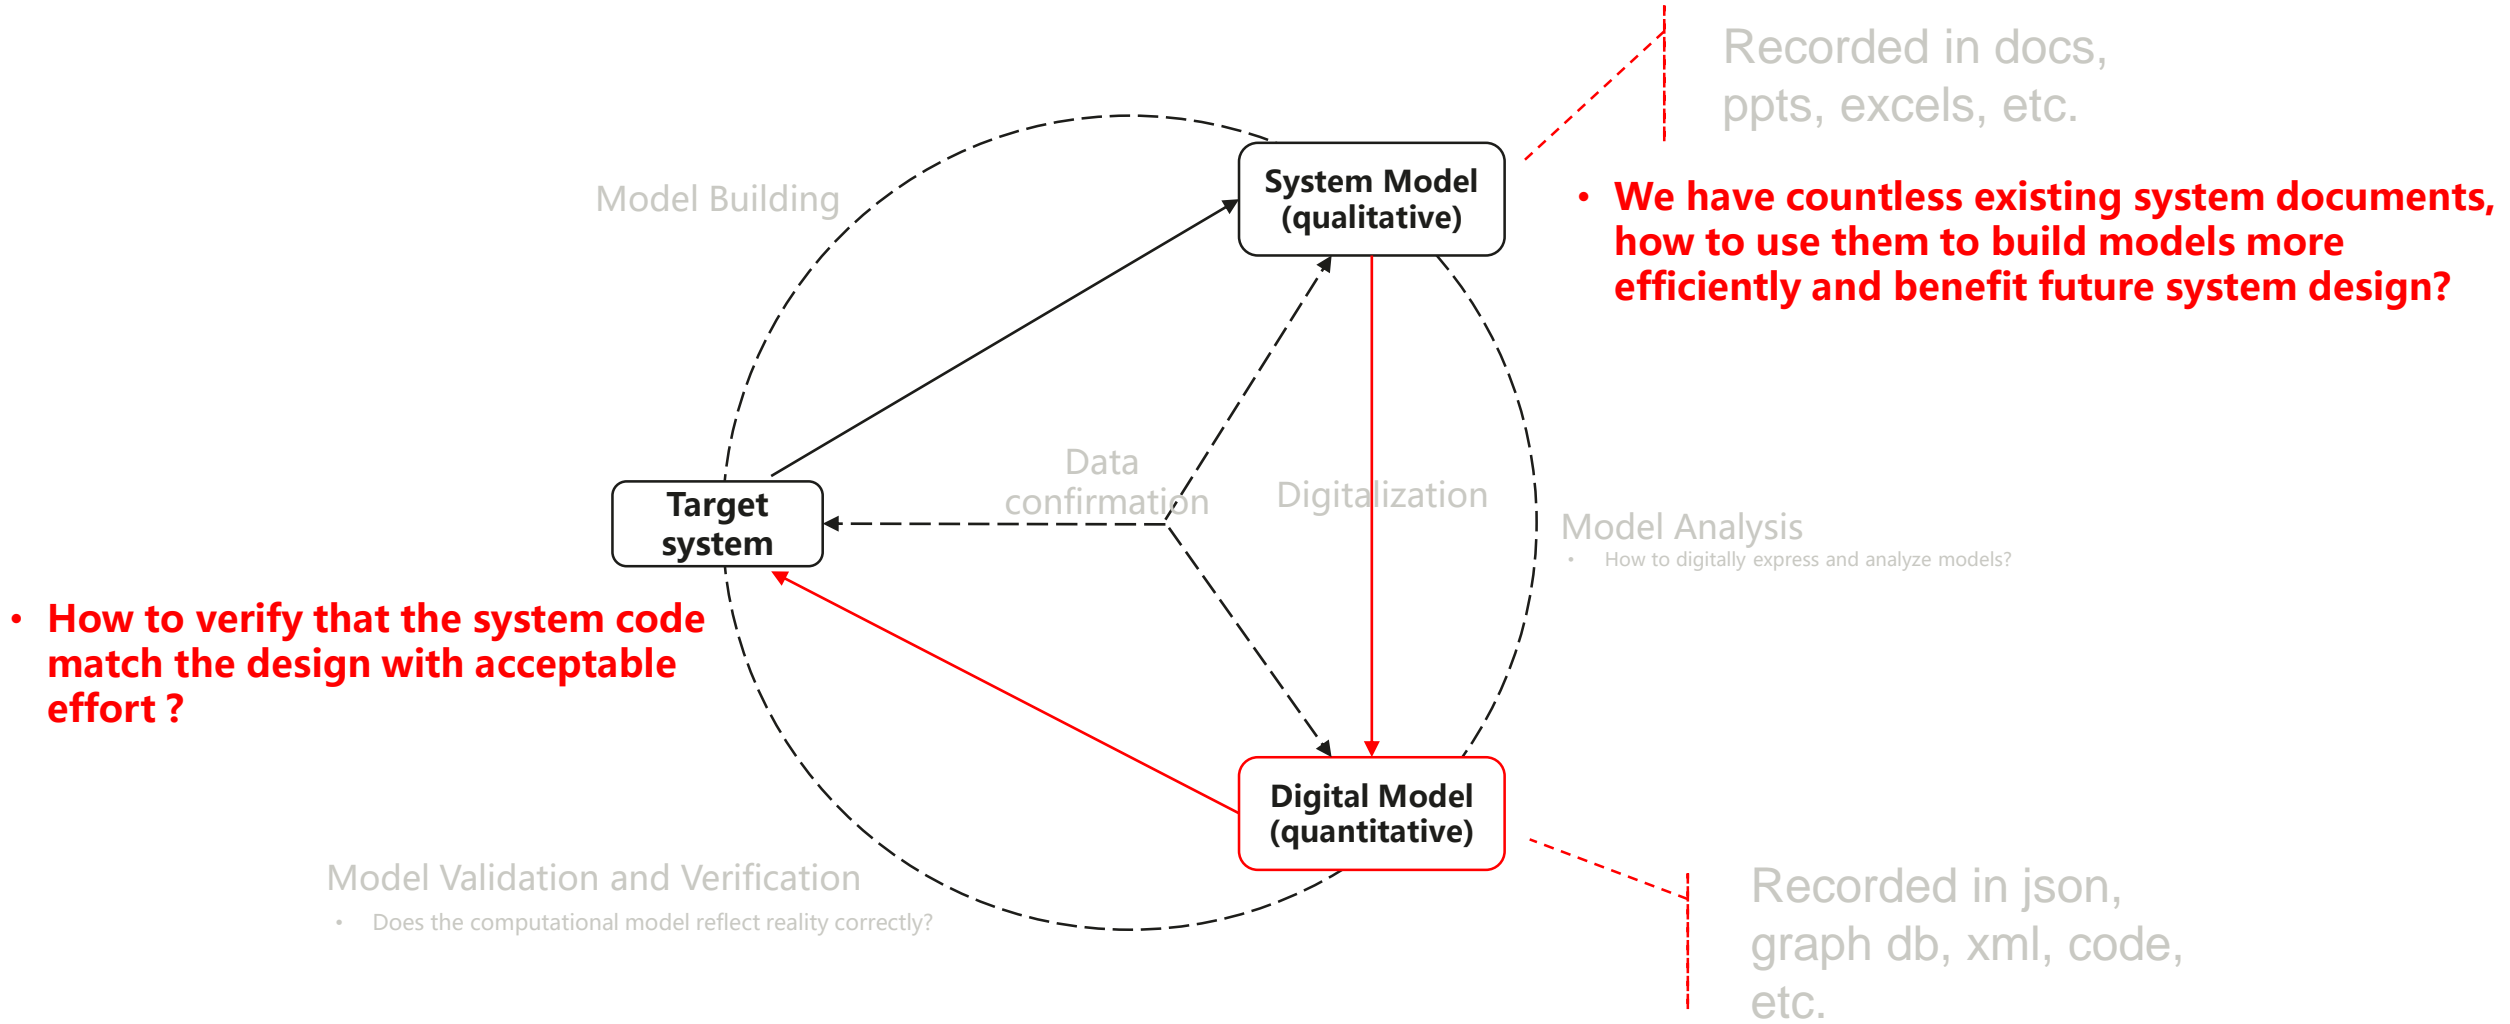 Recorded in docs,
ppts, excels, etc.
Model Building
System Model
(qualitative)
• We have countless existing system documents,
how to use them to build models more
efficiently and benefit future system design?
Data
confirmation
Digitalization
Target
system
Model Analysis
• How to digitally express and analyze models?
• How to verify that the system code
match the design with acceptable
effort ?
Digital Model
(quantitative)
Model Validation and Verification
• Does the computational model reflect reality correctly?
Recorded in json,
graph db, xml, code,
etc.